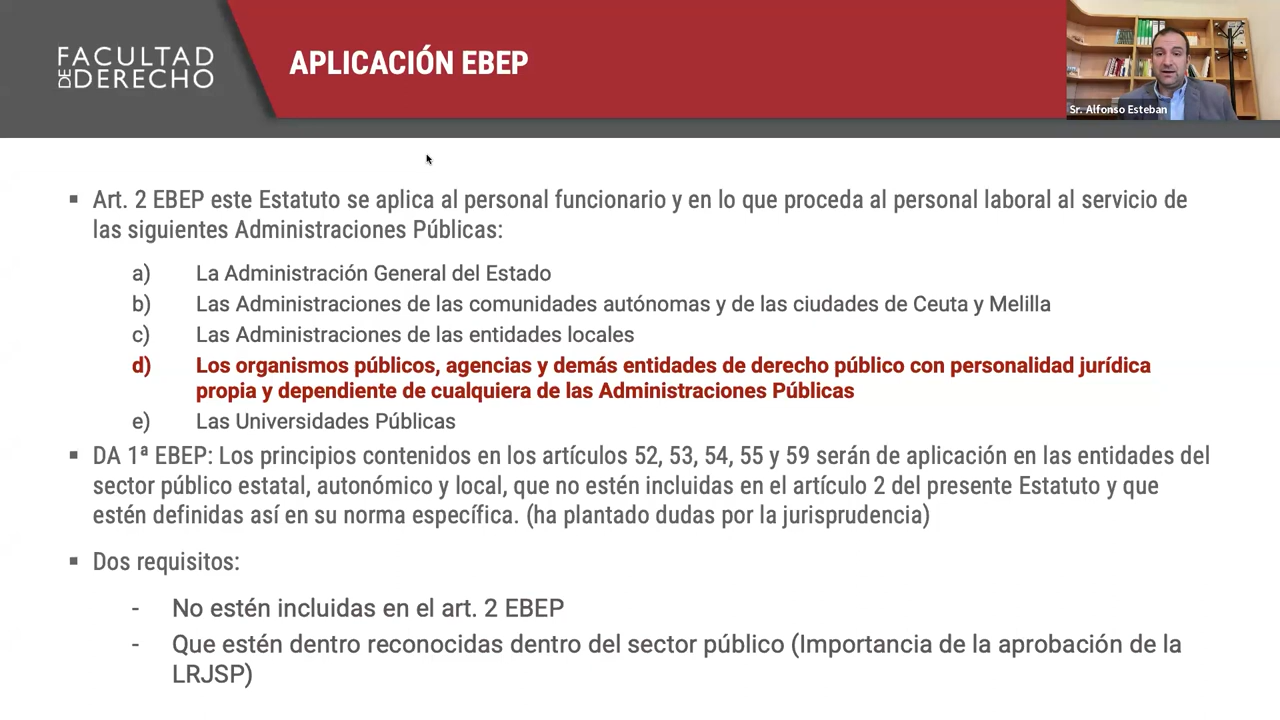 FACULTAD
DE DERECHO
APLICACIÓN EBEP
Sr. Alfonso Esteban
▪ Art. 2 EBEP este Estatuto se aplica al personal funcionario y en lo que proceda al personal laboral al servicio de
las siguientes Administraciones Públicas:
a) La Administración General del Estado
b) Las Administraciones de las comunidades autónomas y de las ciudades de Ceuta y Melilla
c) Las Administraciones de las entidades locales
d) Los organismos públicos, agencias y demás entidades de derecho público con personalidad jurídica
propia y dependiente de cualquiera de las Administraciones Públicas
e) Las Universidades Públicas
▪ DA 1ª EBEP: Los principios contenidos en los artículos 52, 53, 54, 55 y 59 serán de aplicación en las entidades del
sector público estatal, autonómico y local, que no estén incluidas en el artículo 2 del presente Estatuto y que
estén definidas así en su norma específica. (ha plantado dudas por la jurisprudencia)
▪ Dos requisitos:
- No estén incluidas en el art. 2 EBEP
- Que estén dentro reconocidas dentro del sector público (Importancia de la aprobación de la
LRJSP)